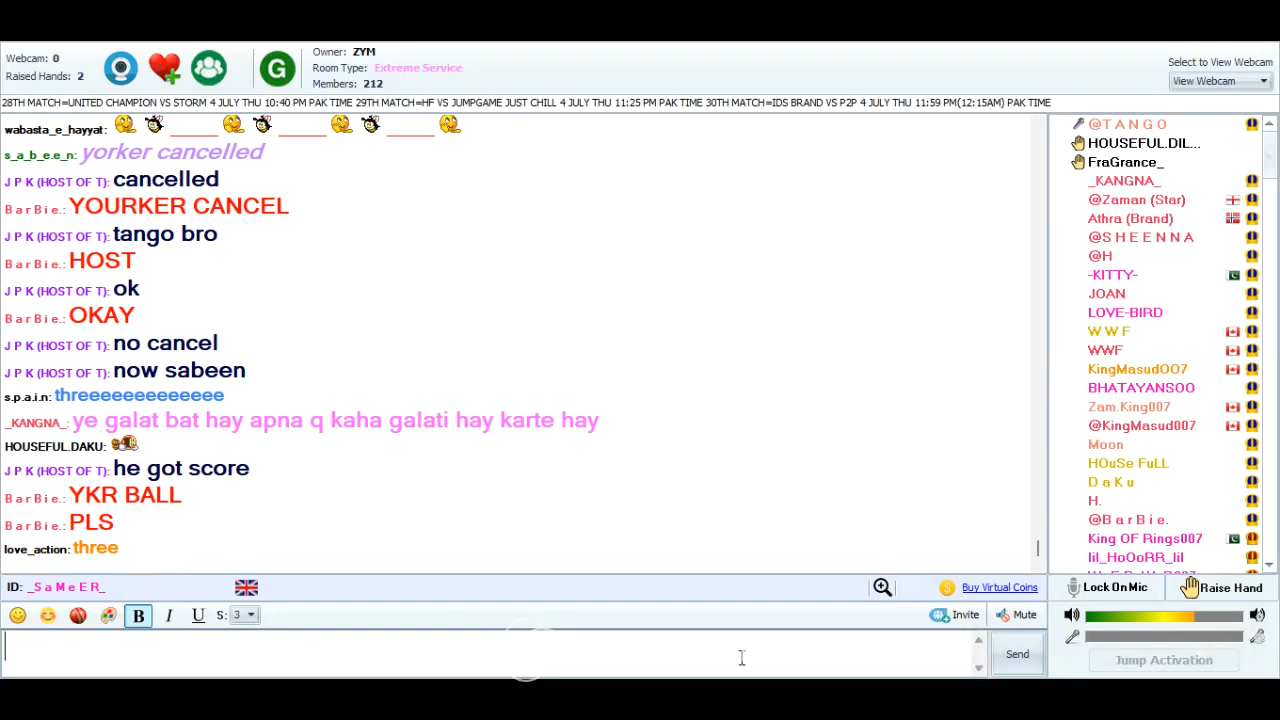 Webcam: 0
Raised Hands: 2
G
Owner: ZYM
Room Type: Extreme Service
Members: 212
Select to View Webcam
View Webcam
28TH MATCH=UNITED CHAMPION VS STORM 4 JULY THU 10:40 PM PAK TIME 29TH MATCH=HF VS JUMPGAME JUST CHILL 4 JULY THU 11:25 PM PAK TIME 30TH MATCH=IDS BRAND VS P2P 4 JULY THU 11:59 PM(12:15AM) PAK TIME
wabasta_e_hayyat: ______ ______ ______
s_a_b_e_e_n: yorker cancelled
J P K (HOST OF T): cancelled
B a r B i e.: YOURKER CANCEL
J P K (HOST OF T): tango bro
B a r B i e.: HOST
J P K (HOST OF T): ok
B a r B i e.: OKAY
J P K (HOST OF T): no cancel
J P K (HOST OF T): now sabeen
s.p.a.i.n: threeeeeeeeeeeee
_KANGNA_: ye galat bat hay apna q kaha galati hay karte hay
HOUSEFUL.DAKU:
J P K (HOST OF T): he got score
B a r B i e.: YKR BALL
B a r B i e.: PLS
love_action: three
@T A N G O
HOUSEFUL.DIL...
FraGrance_
_KANGNA_
@Zaman (Star)
Athra (Brand)
@S H E E N N A
@H
-KITTY-
JOAN
LOVE-BIRD
W W F
WWF
KingMasudOO7
BHATAYANSOO
Zam.King007
@KingMasud007
Moon
HOuSe FuLL
D a K u
H.
@B a r B i e.
King OF Rings007
lil_HoOoRR_lil
ID: _S a M e E R_
Buy Virtual Coins
Lock On Mic
Raise Hand
B I U S: 3
Invite
Mute
Send
Jump Activation